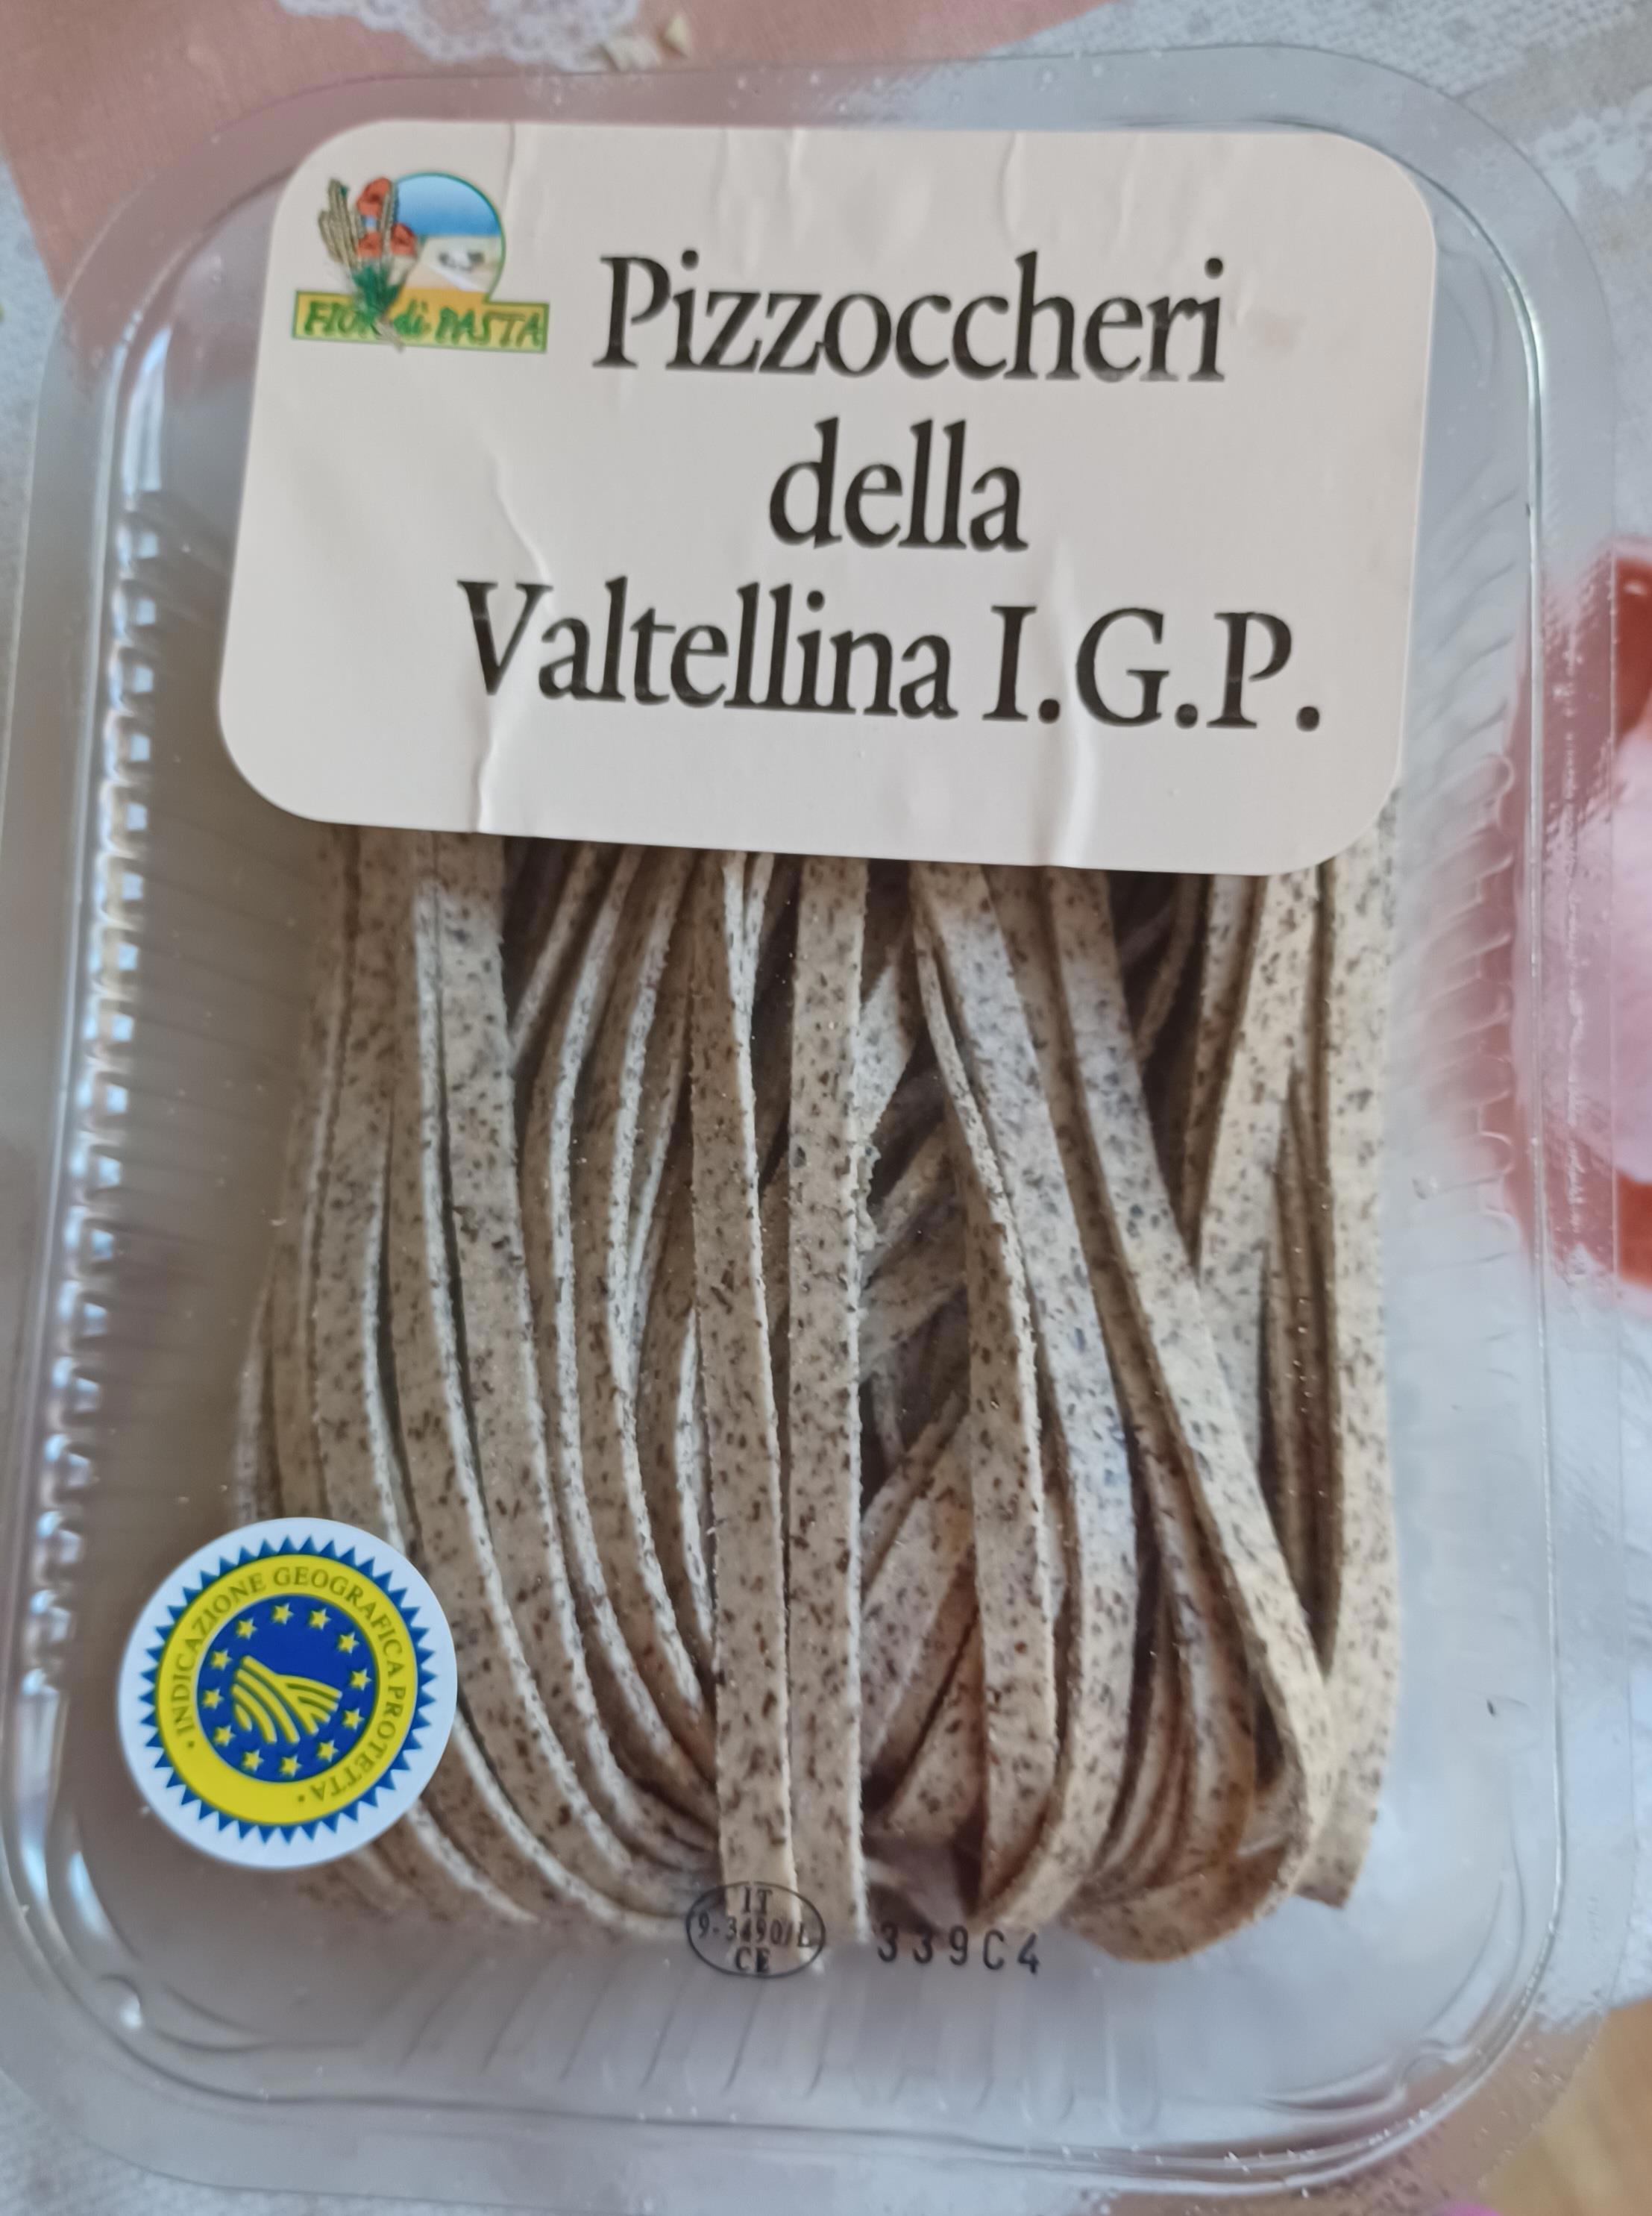 FIOR di PASTA
Pizzoccheri
della
Valtellina I.G.P.
• INDICAZIONE GEOGRAFICA PROTETTA •
IT
9-3490/L
CE
339C4